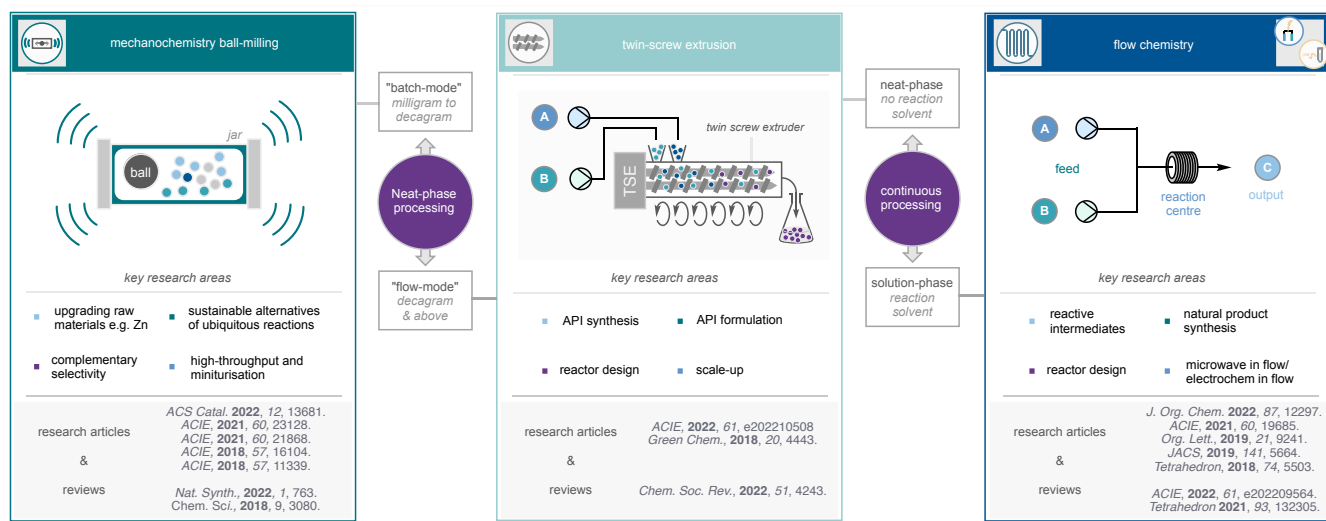 mechanochemistry ball-milling
jar
ball
key research areas
upgrading raw
materials e.g. Zn
sustainable alternatives
of ubiquitous reactions
complementary
selectivity
high-throughput and
miniturisation
research articles
&
reviews
ACS Catal. 2022, 12, 13681.
ACIE, 2021, 60, 23128.
ACIE, 2021, 60, 21868.
ACIE, 2018, 57, 16104.
ACIE, 2018, 57, 11339.
Nat. Synth., 2022, 1, 763.
Chem. Sci., 2018, 9, 3080.
"batch-mode"
milligram to
decagram
Neat-phase
processing
"flow-mode"
decagram
& above
twin-screw extrusion
A
B
twin screw extruder
TSE
key research areas
API synthesis
API formulation
reactor design
scale-up
research articles
&
reviews
ACIE, 2022, 61, e202210508
Green Chem., 2018, 20, 4443.
Chem. Soc. Rev., 2022, 51, 4243.
neat-phase
no reaction
solvent
continuous
processing
solution-phase
reaction
solvent
flow chemistry
A
feed
B
reaction
centre
C
output
key research areas
reactive
intermediates
natural product
synthesis
reactor design
microwave in flow/
electrochem in flow
research articles
&
reviews
J. Org. Chem. 2022, 87, 12297.
ACIE, 2021, 60, 19685.
Org. Lett., 2019, 21, 9241.
JACS, 2019, 141, 5664.
Tetrahedron, 2018, 74, 5503.
ACIE, 2022, 61, e202209564.
Tetrahedron 2021, 93, 132305.